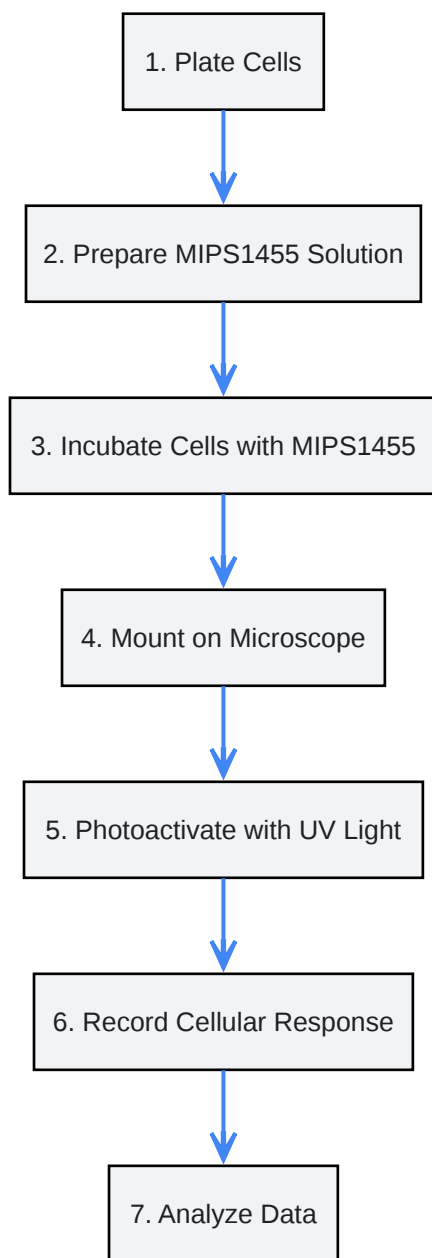 1. Plate Cells
2. Prepare MIPS1455 Solution
3. Incubate Cells with MIPS1455
4. Mount on Microscope
5. Photoactivate with UV Light
6. Record Cellular Response
7. Analyze Data